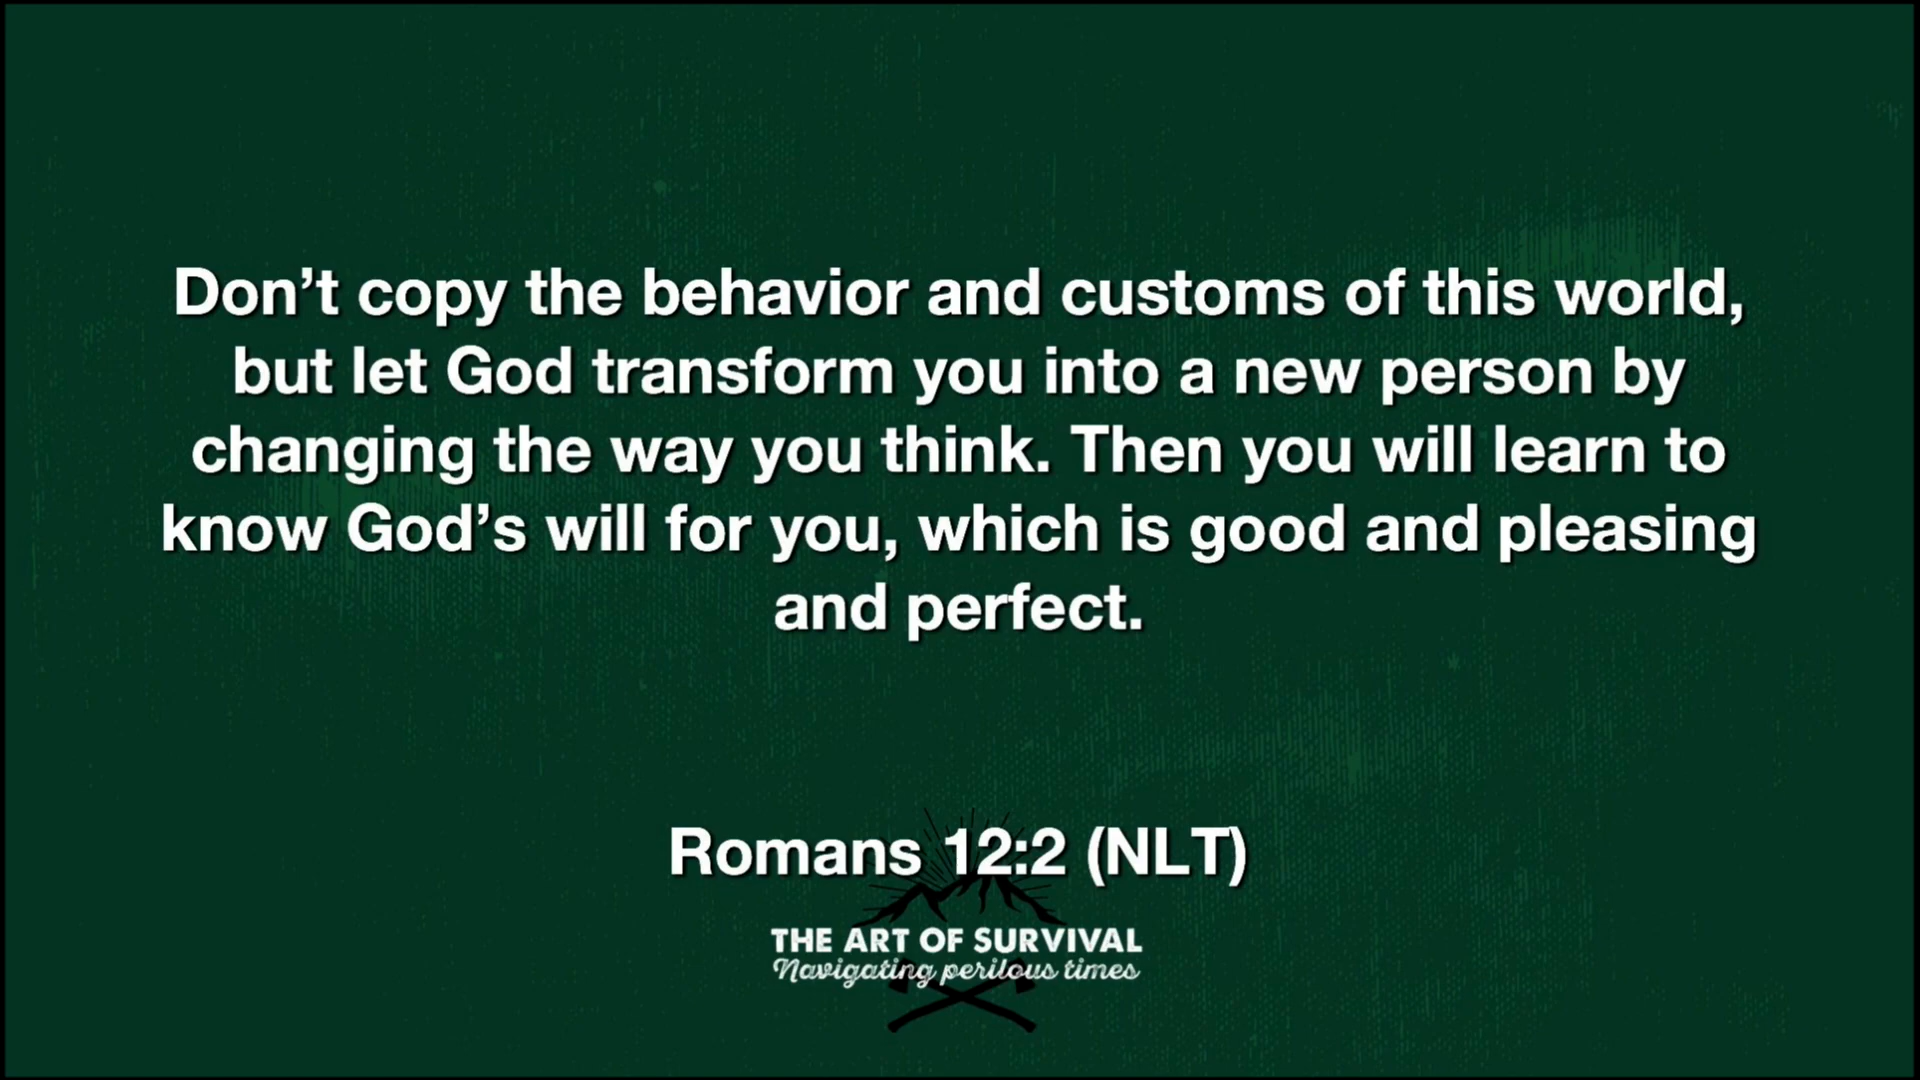 Don’t copy the behavior and customs of this world,
but let God transform you into a new person by
changing the way you think. Then you will learn to
know God’s will for you, which is good and pleasing
and perfect.
Romans 12:2 (NLT)
THE ART OF SURVIVAL
Navigating perilous times